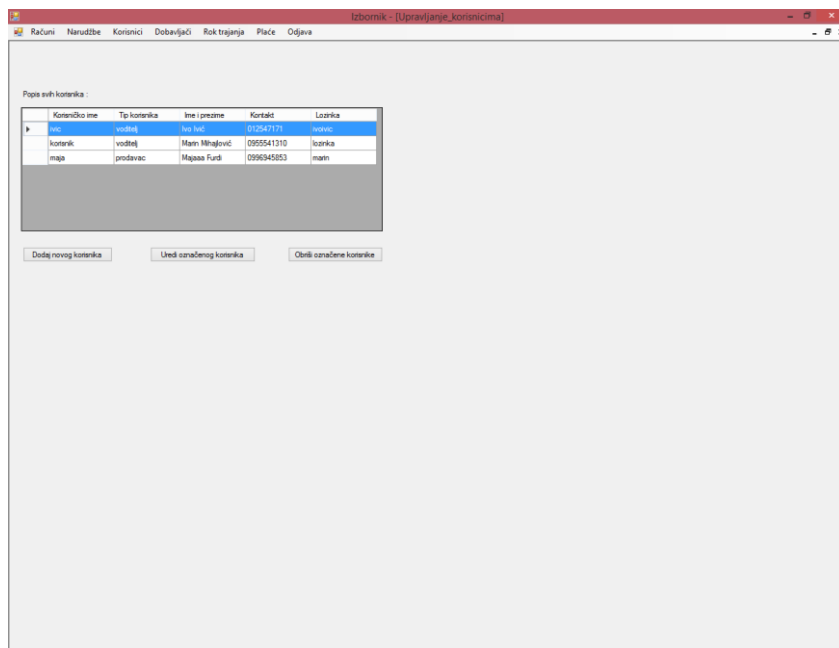 Izbornik - [Upravljanje_korisnicima]
Računi Narudžbe Korisnici Dobavljači Rok trajanja Plaće Odjava
Popis svih korisnika :
Korisničko ime Tip korisnika Ime i prezime Kontakt Lozinka
ivic voditelj Ivo Ivić 012547171 ivoivic
korisnik voditelj Marin Mihajlović 0955541310 lozinka
maja prodavac Majaaa Furdi 0996945853 marin
Dodaj novog korisnika Uredi označenog korisnika Obriši označene korisnike